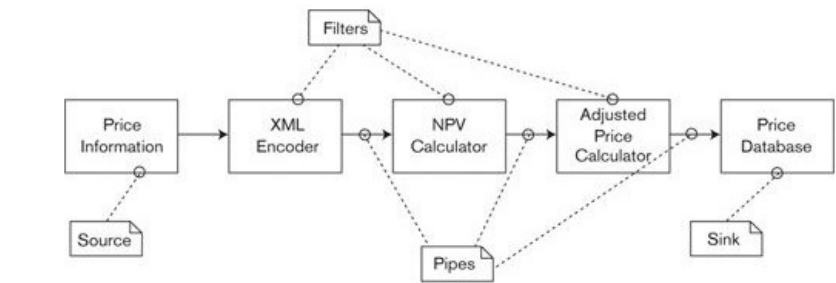 Filters
Price
Information
XML
Encoder
NPV
Calculator
Adjusted
Price
Calculator
Price
Database
Source
Pipes
Sink